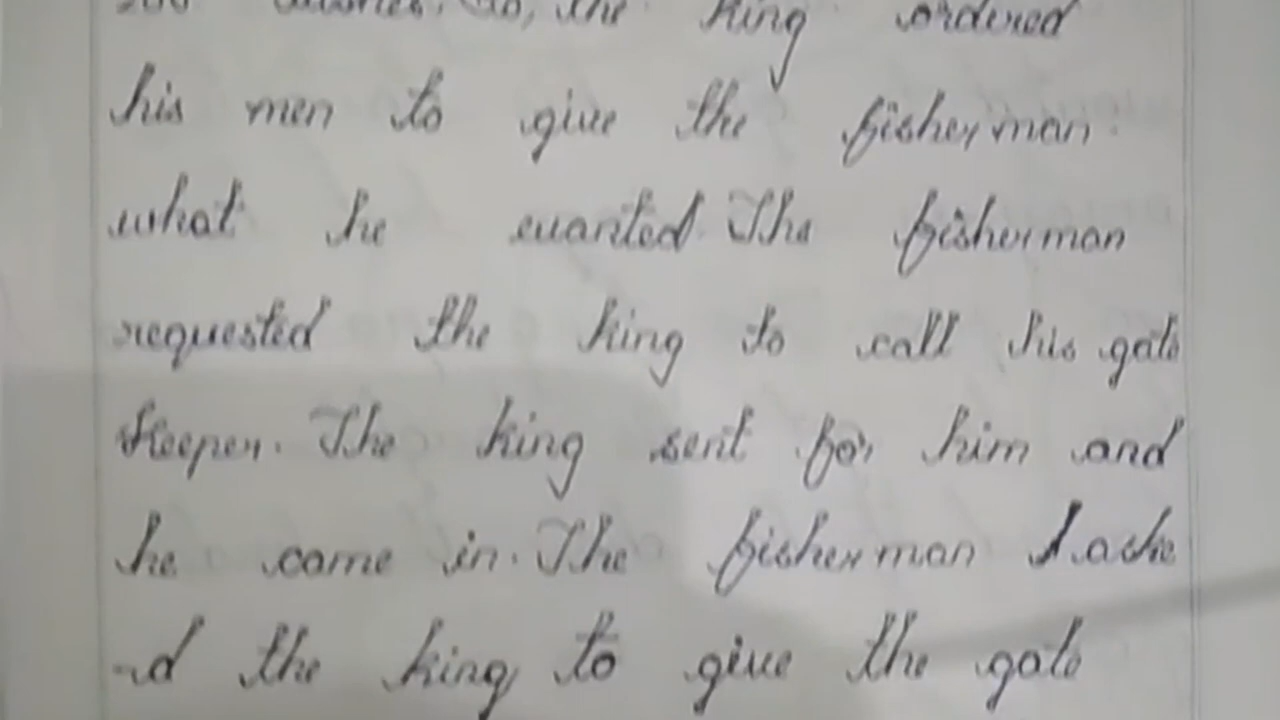 the king ordered
his men to give the fisherman
what he wanted. The fisherman
requested the king to call his gate
keeper. The king sent for him and
he came in. The fisherman aske
-d the king to give the gate